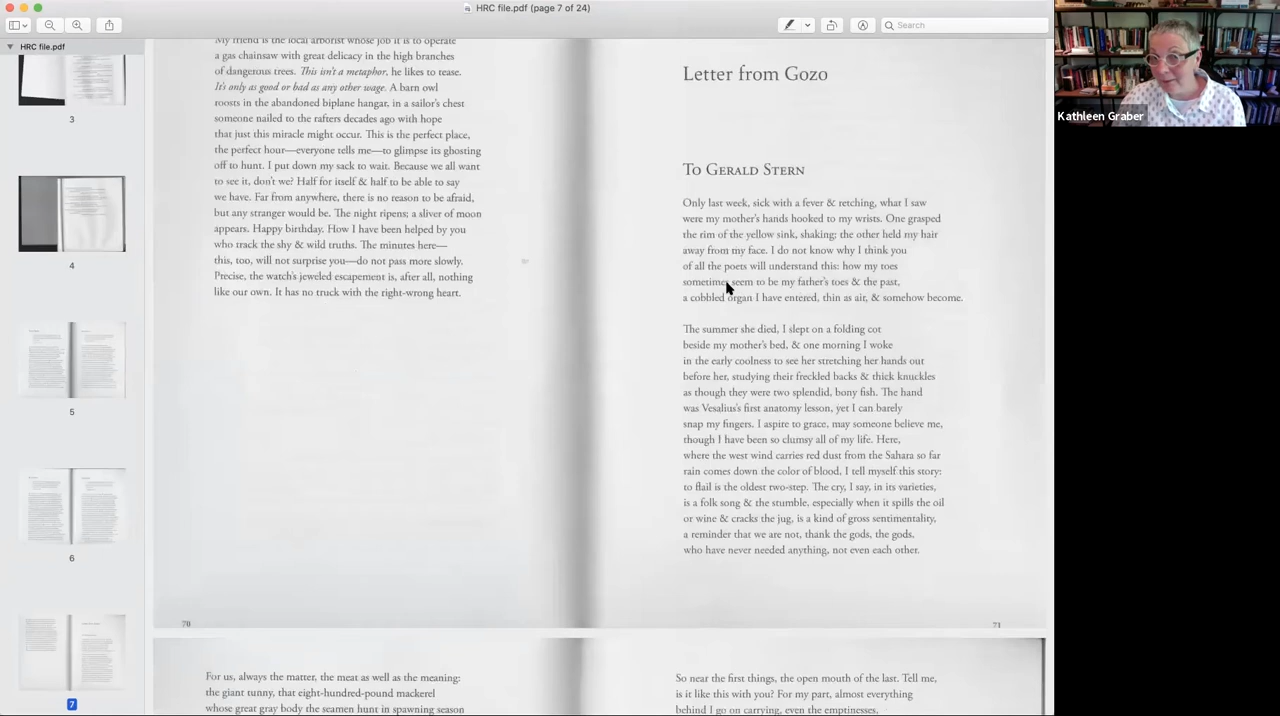 HRC file.pdf (page 7 of 24)
Search
HRC file.pdf
3
4
5
6
7
My friend is the local arborist whose job it is to operate
a gas chainsaw with great delicacy in the high branches
of dangerous trees. This isn't a metaphor, he likes to tease.
It's only as good or bad as any other wage. A barn owl
roosts in the abandoned biplane hangar, in a sailor's chest
someone nailed to the rafters decades ago with hope
that just this miracle might occur. This is the perfect place,
the perfect hour—everyone tells me—to glimpse its ghosting
off to hunt. I put down my sack to wait. Because we all want
to see it, don't we? Half for itself & half to be able to say
we have. Far from anywhere, there is no reason to be afraid,
but any stranger would be. The night ripens; a sliver of moon
appears. Happy birthday. How I have been helped by you
who track the shy & wild truths. The minutes here—
this, too, will not surprise you—do not pass more slowly.
Precise, the watch's jeweled escapement is, after all, nothing
like our own. It has no truck with the right-wrong heart.
70
Letter from Gozo
To Gerald Stern
Only last week, sick with a fever & retching, what I saw
were my mother's hands hooked to my wrists. One grasped
the rim of the yellow sink, shaking; the other held my hair
away from my face. I do not know why I think you
of all the poets will understand this: how my toes
sometimes seem to be my father's toes & the past,
a cobbled organ I have entered, thin as air, & somehow become.
The summer she died, I slept on a folding cot
beside my mother's bed, & one morning I woke
in the early coolness to see her stretching her hands out
before her, studying their freckled backs & thick knuckles
as though they were two splendid, bony fish. The hand
was Vesalius's first anatomy lesson, yet I can barely
snap my fingers. I aspire to grace, may someone believe me,
though I have been so clumsy all of my life. Here,
where the west wind carries red dust from the Sahara so far
rain comes down the color of blood, I tell myself this story:
to flail is the oldest two-step. The cry, I say, in its varieties,
is a folk song & the stumble, especially when it spills the oil
or wine & cracks the jug, is a kind of gross sentimentality,
a reminder that we are not, thank the gods, the gods,
who have never needed anything, not even each other.
71
For us, always the matter, the meat as well as the meaning:
the giant tunny, that eight-hundred-pound mackerel
whose great gray body the seamen hunt in spawning season
So near the first things, the open mouth of the last. Tell me,
is it like this with you? For my part, almost everything
behind I go on carrying, even the emptinesses,
Kathleen Graber